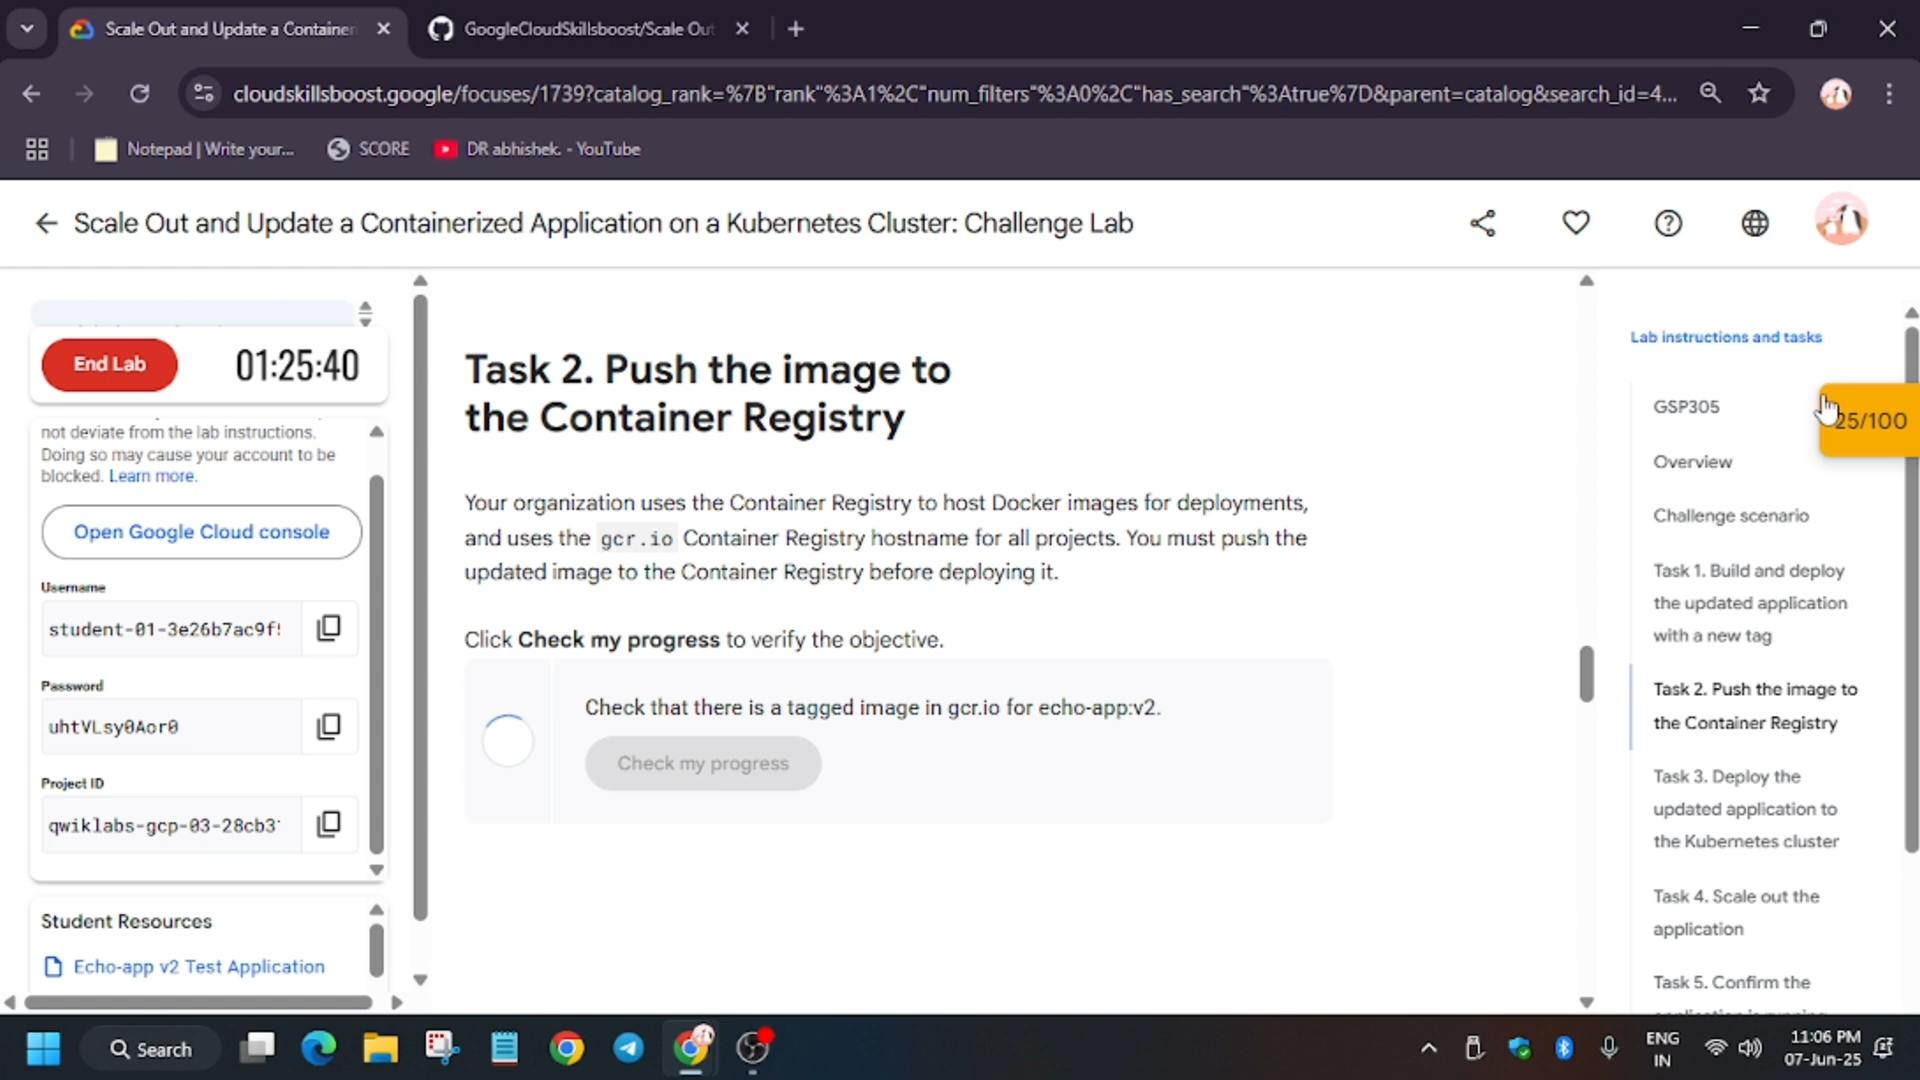 Scale Out and Update a Container
GoogleCloudSkillsboost/Scale Out
cloudskillsboost.google/focuses/1739?catalog_rank=%7B"rank"%3A1%2C"num_filters"%3A0%2C"has_search"%3Atrue%7D&parent=catalog&search_id=4...
Notepad | Write your...
SCORE
DR abhishek. - YouTube
Scale Out and Update a Containerized Application on a Kubernetes Cluster: Challenge Lab
End Lab
01:25:40
not deviate from the lab instructions.
Doing so may cause your account to be
blocked. Learn more.
Open Google Cloud console
Username
student-01-3e26b7ac9f
Password
uhtVLsy0Aor0
Project ID
qwiklabs-gcp-03-28cb3
Student Resources
Echo-app v2 Test Application
Task 2. Push the image to
the Container Registry
Your organization uses the Container Registry to host Docker images for deployments,
and uses the gcr.io Container Registry hostname for all projects. You must push the
updated image to the Container Registry before deploying it.
Click Check my progress to verify the objective.
Check that there is a tagged image in gcr.io for echo-app:v2.
Check my progress
Lab instructions and tasks
GSP305
25/100
Overview
Challenge scenario
Task 1. Build and deploy
the updated application
with a new tag
Task 2. Push the image to
the Container Registry
Task 3. Deploy the
updated application to
the Kubernetes cluster
Task 4. Scale out the
application
Task 5. Confirm the
application is running
Search
ENG
IN
11:06 PM
07-Jun-25